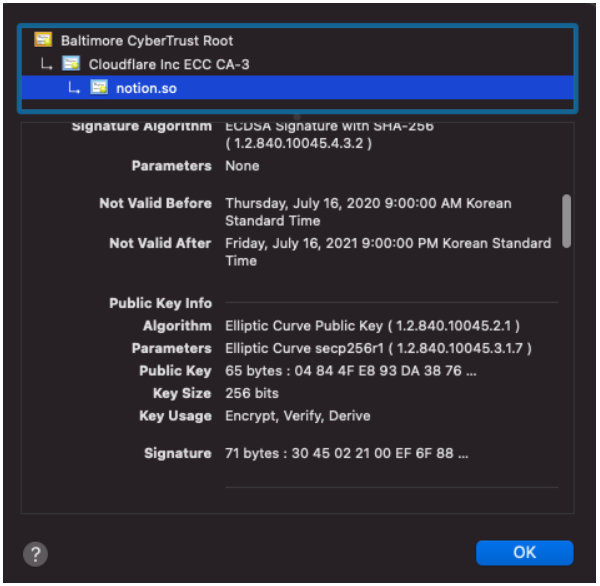 Baltimore CyberTrust Root
Cloudflare Inc ECC CA-3
notion.so
Signature Algorithm ECDSA Signature with SHA-256
( 1.2.840.10045.4.3.2 )
Parameters None
Not Valid Before Thursday, July 16, 2020 9:00:00 AM Korean
Standard Time
Not Valid After Friday, July 16, 2021 9:00:00 PM Korean Standard
Time
Public Key Info
Algorithm Elliptic Curve Public Key ( 1.2.840.10045.2.1 )
Parameters Elliptic Curve secp256r1 ( 1.2.840.10045.3.1.7 )
Public Key 65 bytes : 04 84 4F E8 93 DA 38 76 ...
Key Size 256 bits
Key Usage Encrypt, Verify, Derive
Signature 71 bytes : 30 45 02 21 00 EF 6F 88 ...
? OK